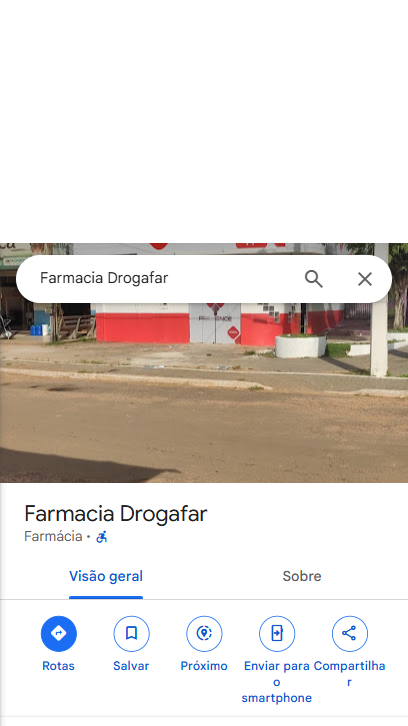 Farmacia Drogafar
Farmacia Drogafar
Farmácia •
Visão geral
Sobre
Rotas
Salvar
Próximo
Enviar para o smartphone
Compartilhar